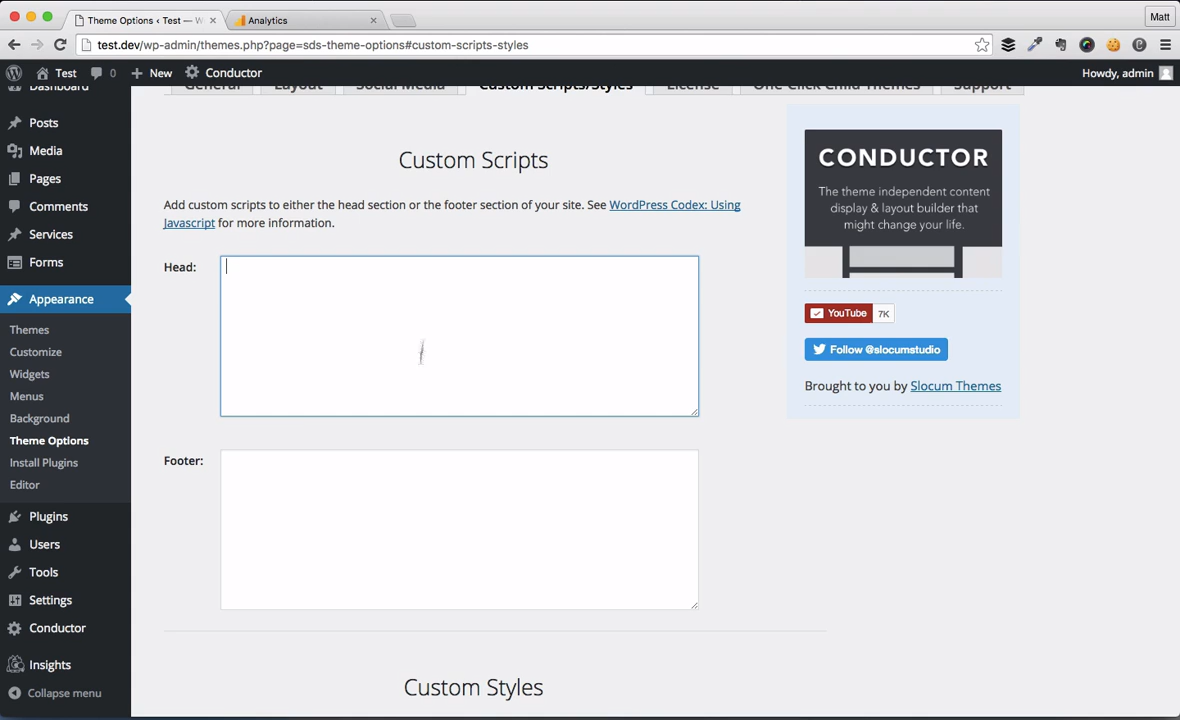 Theme Options ‹ Test — W
Analytics
Matt
test.dev/wp-admin/themes.php?page=sds-theme-options#custom-scripts-styles
Test
0
New
Conductor
Howdy, admin
Dashboard
Posts
Media
Pages
Comments
Services
Forms
Appearance
Themes
Customize
Widgets
Menus
Background
Theme Options
Install Plugins
Editor
Plugins
Users
Tools
Settings
Conductor
Insights
Collapse menu
General
Layout
Social Media
Custom Scripts/Styles
License
One-Click Child Themes
Support
Custom Scripts
Add custom scripts to either the head section or the footer section of your site. See WordPress Codex: Using
Javascript for more information.
Head:
Footer:
Custom Styles
CONDUCTOR
The theme independent content
display & layout builder that
might change your life.
YouTube 7K
Follow @slocumstudio
Brought to you by Slocum Themes